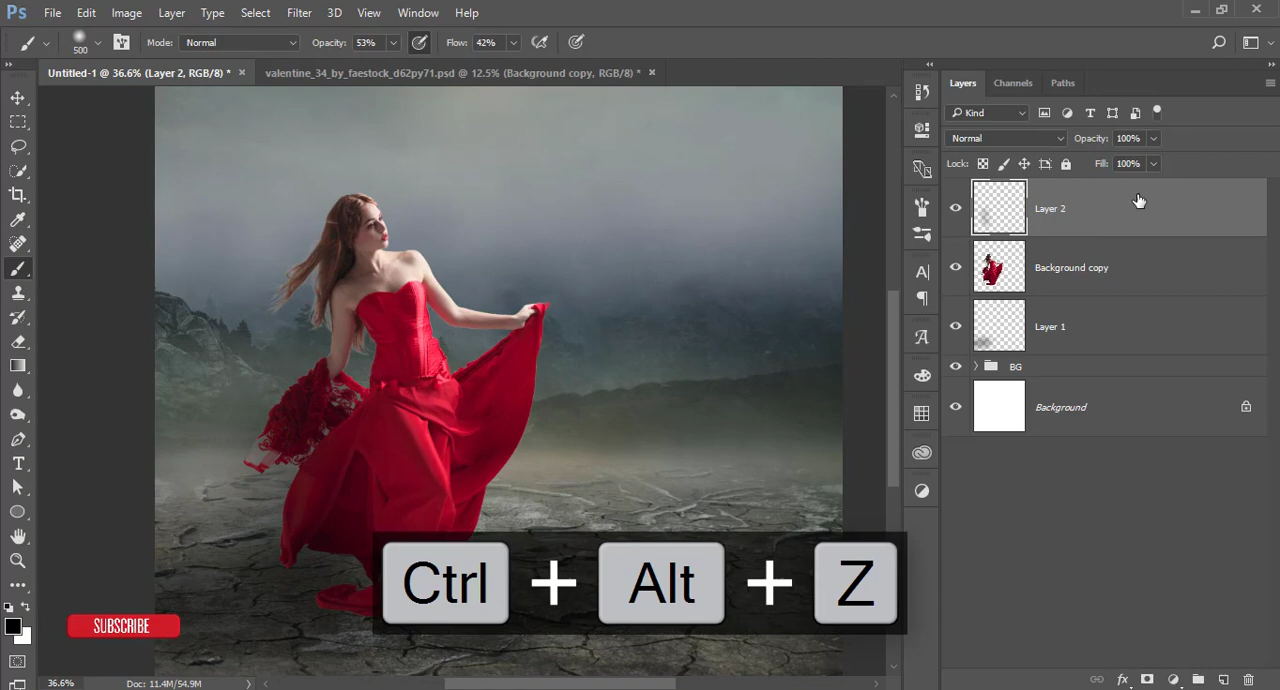 Ps File Edit Image Layer Type Select Filter 3D View Window Help
500 Mode: Normal Opacity: 53% Flow: 42%
Untitled-1 @ 36.6% (Layer 2, RGB/8) * × valentine_34_by_faestock_d62py71.psd @ 12.5% (Background copy, RGB/8) * ×
Layers Channels Paths
Kind
Normal Opacity: 100%
Lock: Fill: 100%
Layer 2
Background copy
Layer 1
BG
Background
Ctrl + Alt + Z
SUBSCRIBE
36.6% Doc: 11.4M/54.9M